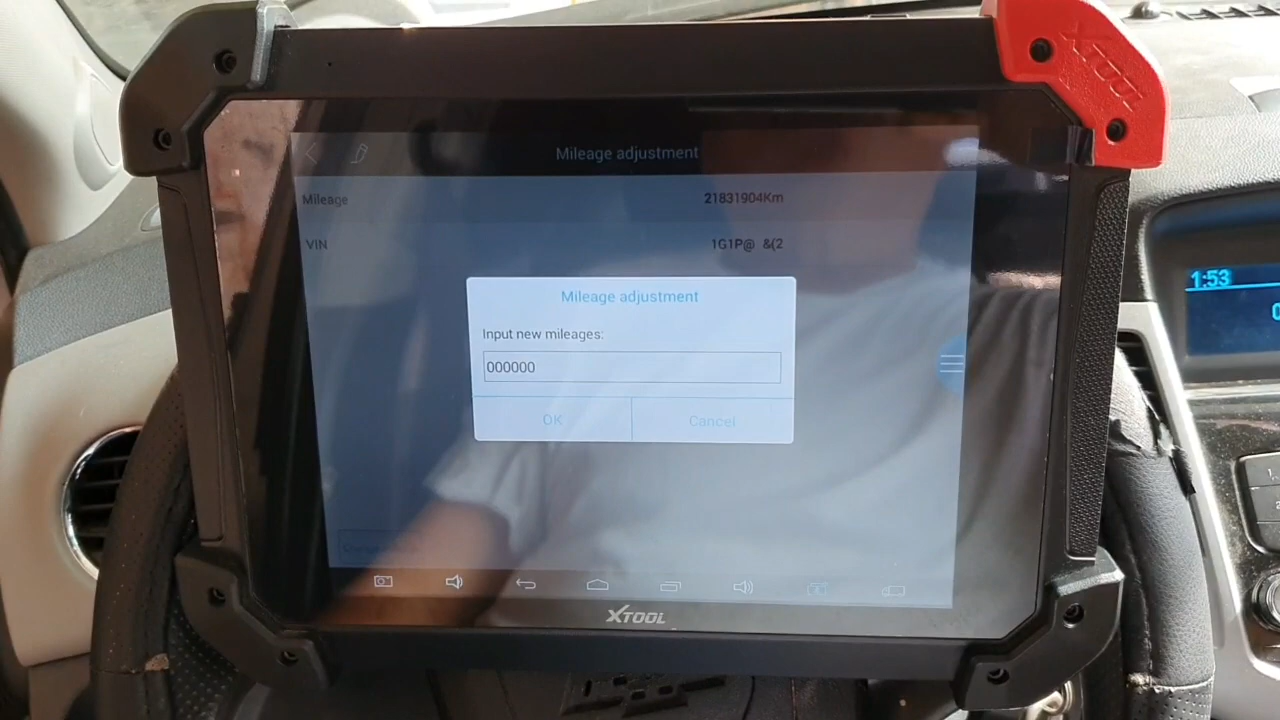 XTOOL
Mileage adjustment
Mileage 21831904Km
VIN 1G1P@ &(2
Mileage adjustment
Input new mileages:
000000
OK Cancel
1:53
XTOOL